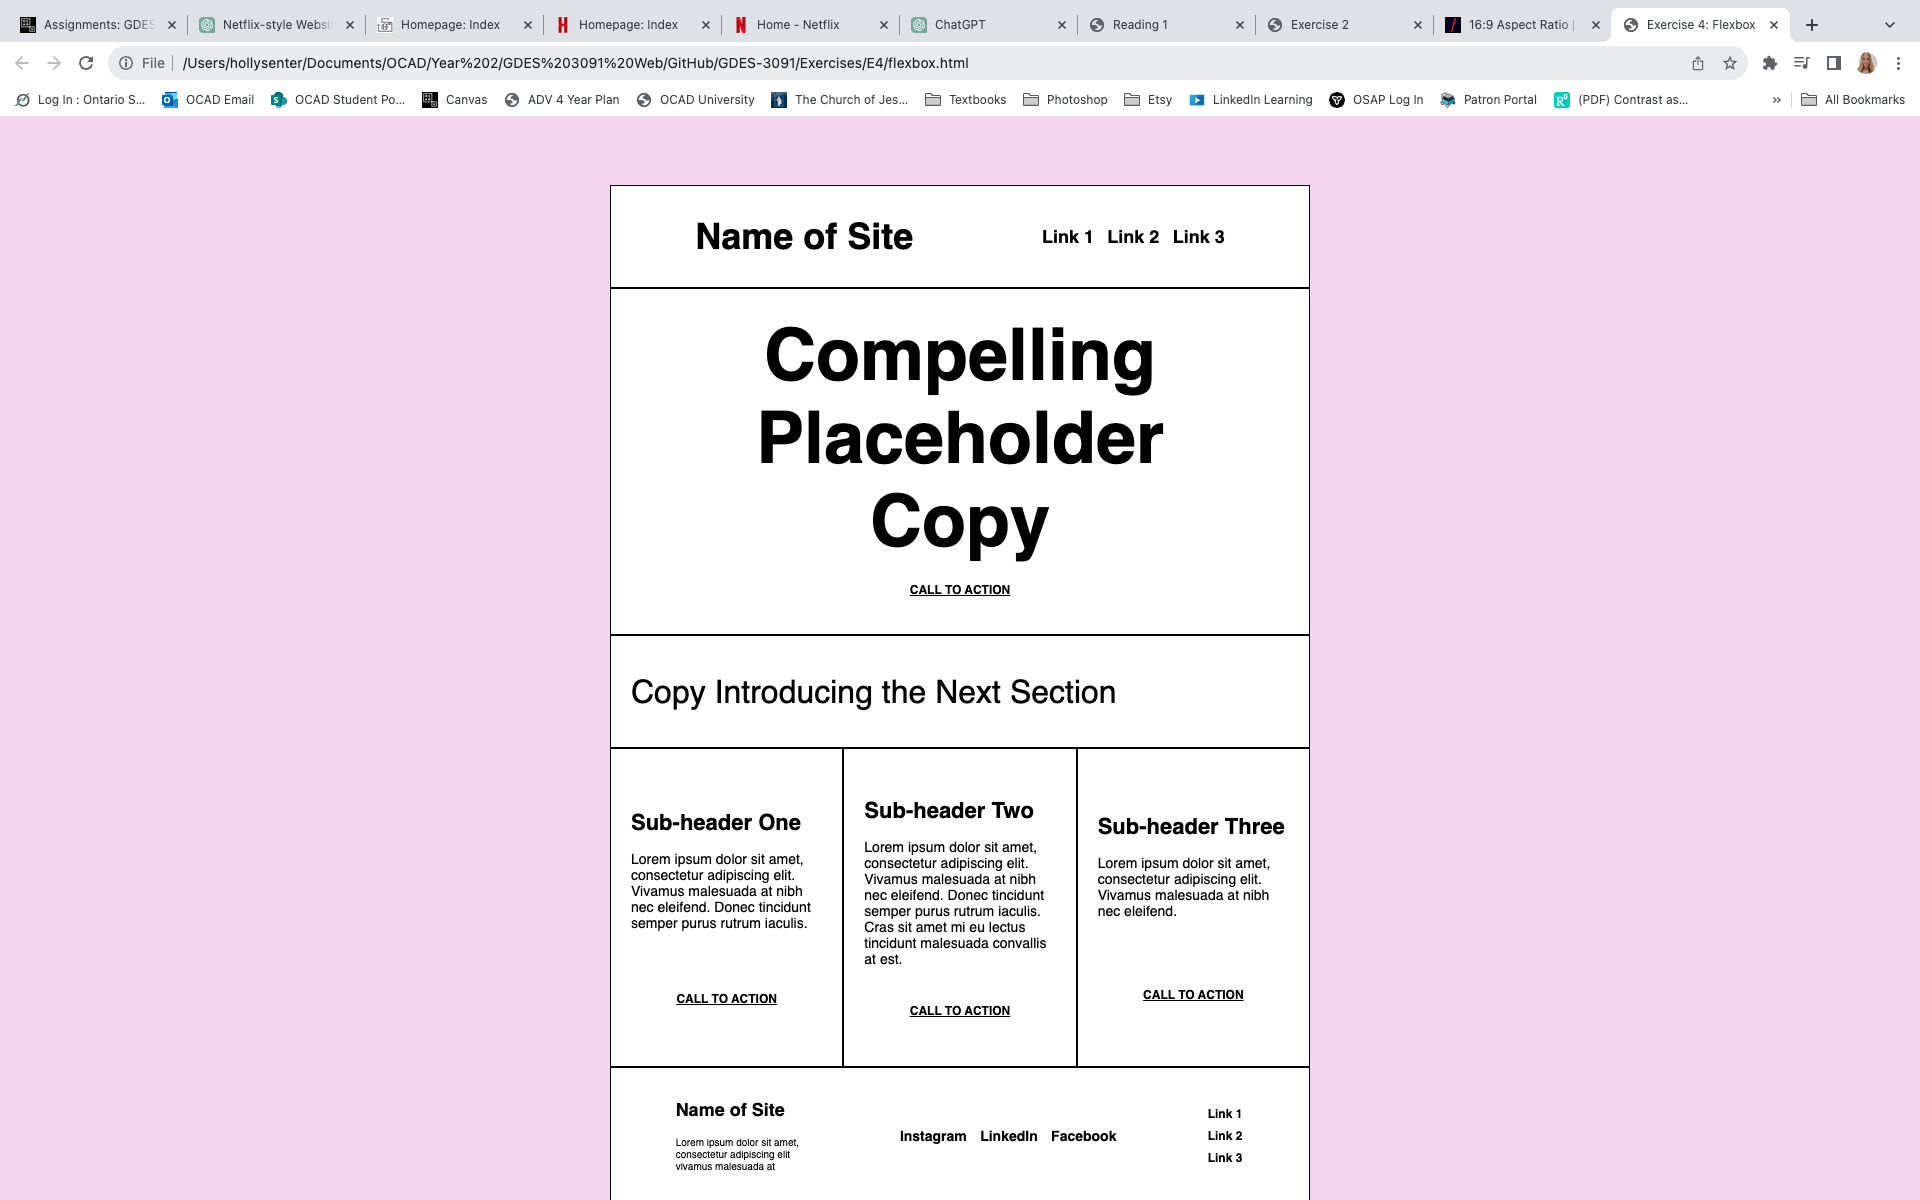 Assignments: GDES Netflix-style Websi Homepage: Index Homepage: Index Home - Netflix ChatGPT Reading 1 Exercise 2 16:9 Aspect Ratio | Exercise 4: Flexbox
File /Users/hollysenter/Documents/OCAD/Year%202/GDES%203091%20Web/GitHub/GDES-3091/Exercises/E4/flexbox.html
Log In : Ontario S... OCAD Email OCAD Student Po... Canvas ADV 4 Year Plan OCAD University The Church of Jes... Textbooks Photoshop Etsy LinkedIn Learning OSAP Log In Patron Portal (PDF) Contrast as... » All Bookmarks
Name of Site Link 1 Link 2 Link 3
Compelling
Placeholder
Copy
CALL TO ACTION
Copy Introducing the Next Section
Sub-header One
Lorem ipsum dolor sit amet,
consectetur adipiscing elit.
Vivamus malesuada at nibh
nec eleifend. Donec tincidunt
semper purus rutrum iaculis.
CALL TO ACTION
Sub-header Two
Lorem ipsum dolor sit amet,
consectetur adipiscing elit.
Vivamus malesuada at nibh
nec eleifend. Donec tincidunt
semper purus rutrum iaculis.
Cras sit amet mi eu lectus
tincidunt malesuada convallis
at est.
CALL TO ACTION
Sub-header Three
Lorem ipsum dolor sit amet,
consectetur adipiscing elit.
Vivamus malesuada at nibh
nec eleifend.
CALL TO ACTION
Name of Site
Lorem ipsum dolor sit amet,
consectetur adipiscing elit
vivamus malesuada at
Instagram LinkedIn Facebook
Link 1
Link 2
Link 3